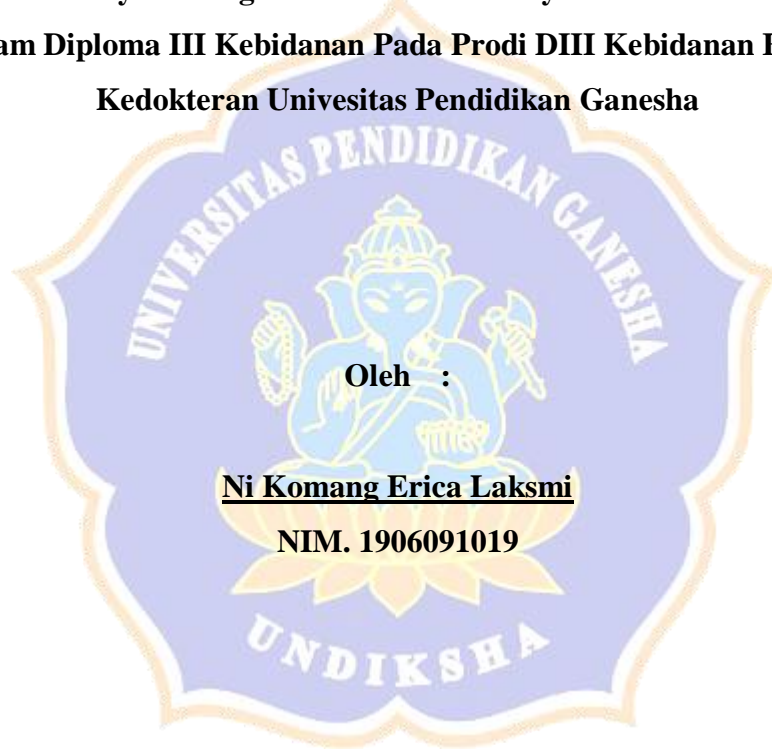 am Diploma III Kebidanan Pada Prodi DIII Kebidanan
Kedokteran Univesitas Pendidikan Ganesha
UNIVERSITAS PENDIDIKAN GANESHA
Oleh :
Ni Komang Erica Laksmi
NIM. 1906091019
UNDIKSHA